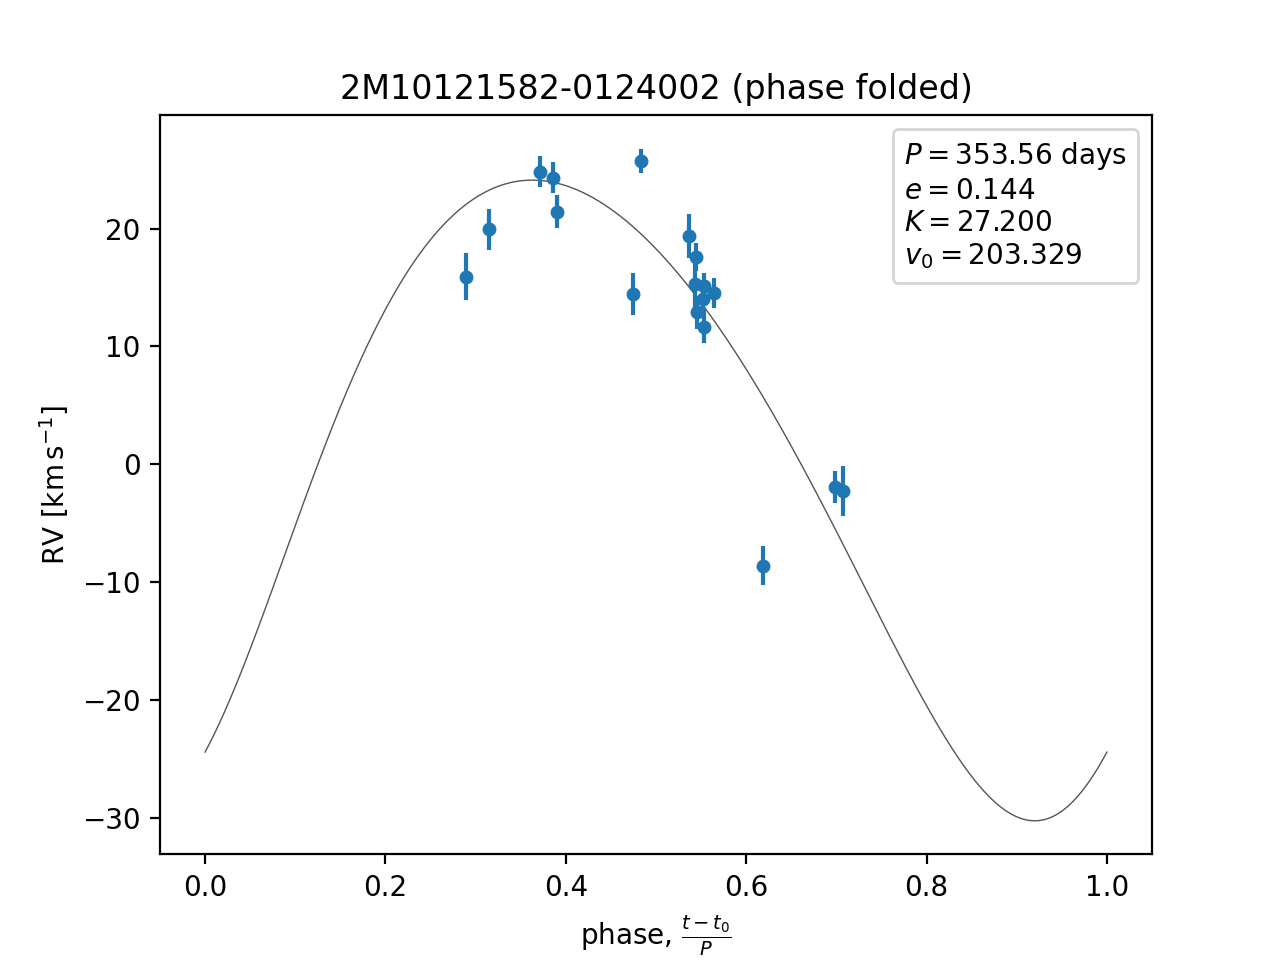 2M10121582-0124002 (phase folded)
P = 353.56 days
e = 0.144
K = 27.200
v₀ = 203.329
RV [km s⁻¹]
20
10
0
−10
−20
−30
0.0 0.2 0.4 0.6 0.8 1.0
phase, (t − t₀)/P